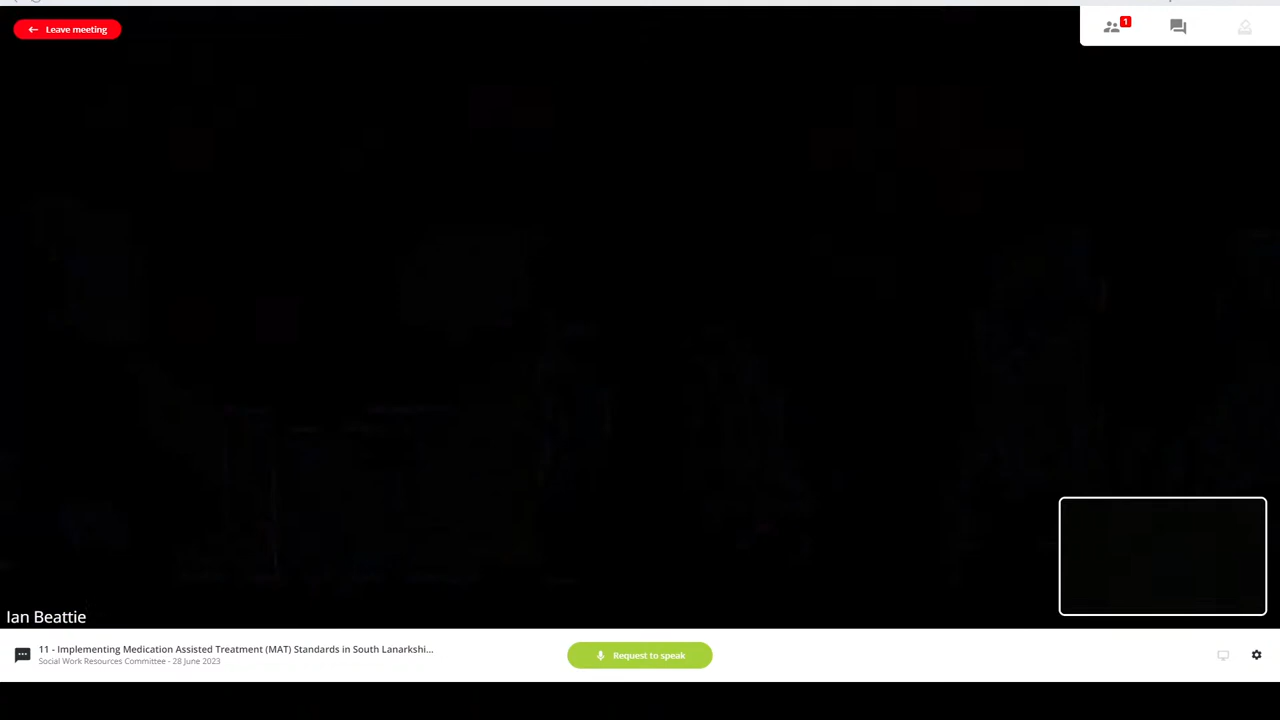 Leave meeting
1
Ian Beattie
11 - Implementing Medication Assisted Treatment (MAT) Standards in South Lanarkshi...
Social Work Resources Committee - 28 June 2023
Request to speak